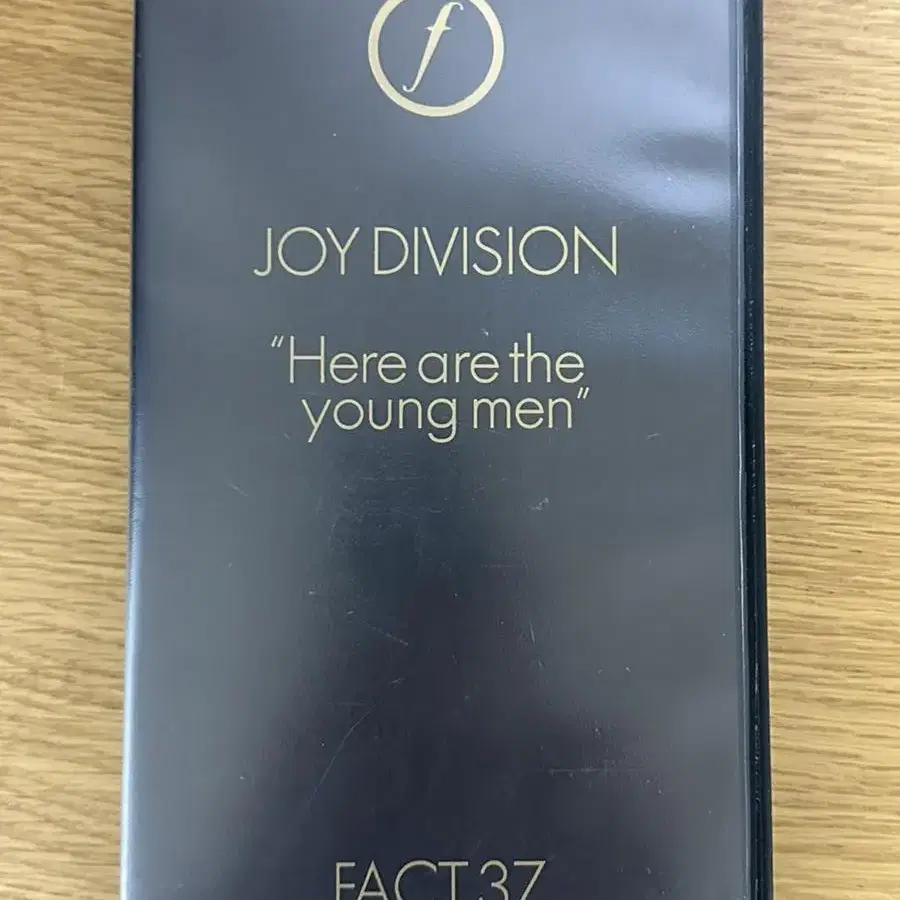 f
JOY DIVISION
"Here are the
young men"
FACT 37